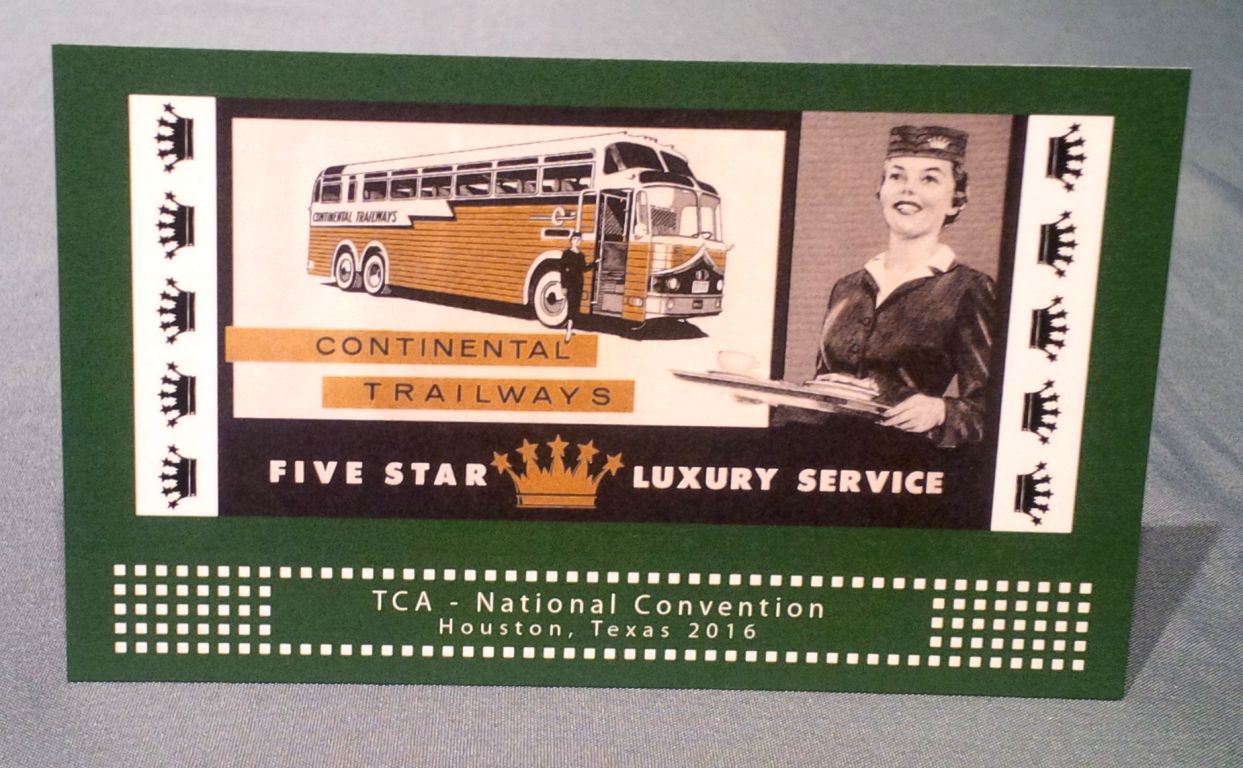 CONTINENTAL TRAILWAYS
CONTINENTAL
TRAILWAYS
FIVE STAR LUXURY SERVICE
TCA - National Convention
Houston, Texas 2016